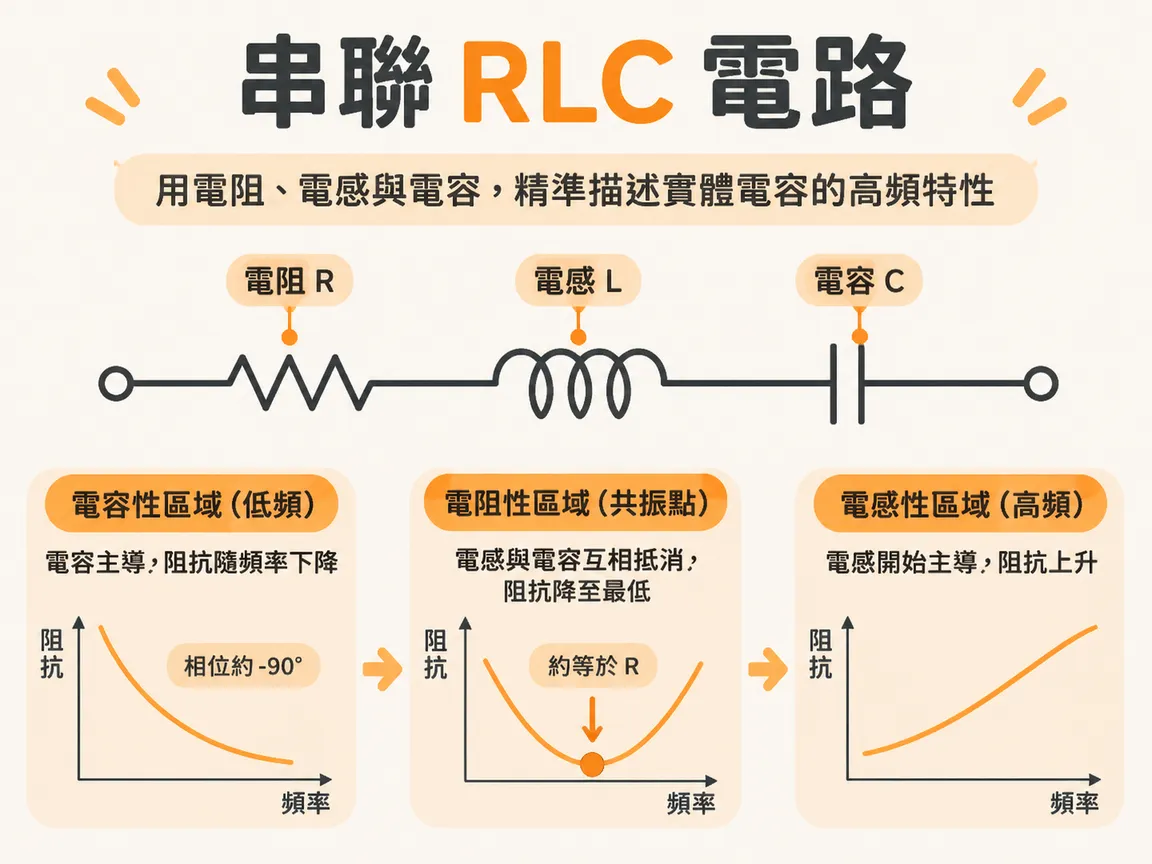 串聯 RLC 電路
用電阻、電感與電容，精準描述實體電容的高頻特性
電阻 R
電感 L
電容 C
電容性區域（低頻）
電容主導，阻抗隨頻率下降
阻抗
相位約 -90°
頻率
電阻性區域（共振點）
電感與電容互相抵消，
阻抗降至最低
阻抗
約等於 R
頻率
電感性區域（高頻）
電感開始主導，阻抗上升
阻抗
頻率